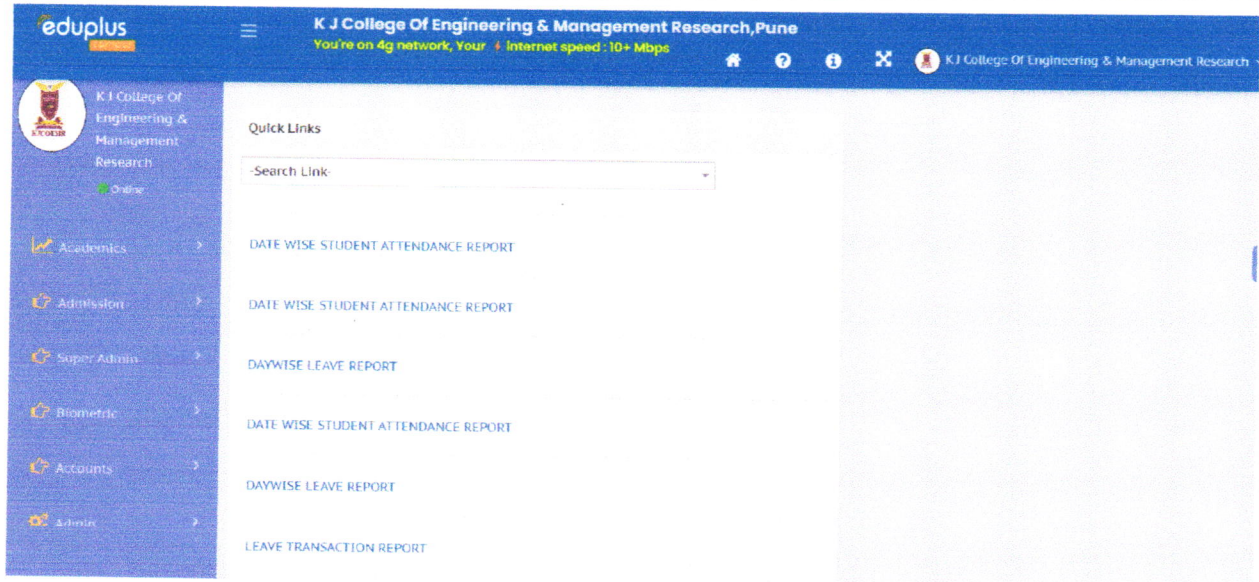 eduplus
K J College Of Engineering & Management Research,Pune
You're on 4g network, Your internet speed : 10+ Mbps
K J College Of Engineering & Management Research
K J College Of
Engineering &
Management
Research
Online
Quick Links
-Search Link-
Academics
Admission
Super Admin
Biometric
Accounts
Admin
DATE WISE STUDENT ATTENDANCE REPORT
DATE WISE STUDENT ATTENDANCE REPORT
DAYWISE LEAVE REPORT
DATE WISE STUDENT ATTENDANCE REPORT
DAYWISE LEAVE REPORT
LEAVE TRANSACTION REPORT